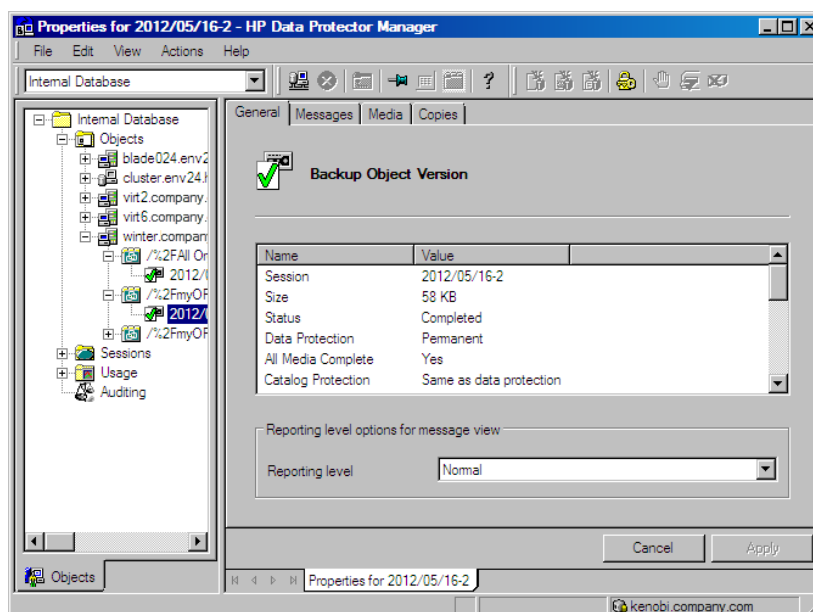 Properties for 2012/05/16-2 - HP Data Protector Manager
File Edit View Actions Help
Internal Database
Internal Database
Objects
blade024.env2
cluster.env24.h
virt2.company.
virt6.company.
winter.compan
/%2FAll Or
2012/0
/%2FmyOF
2012/0
/%2FmyOF
Sessions
Usage
Auditing
Objects
General Messages Media Copies
Backup Object Version
Name Value
Session 2012/05/16-2
Size 58 KB
Status Completed
Data Protection Permanent
All Media Complete Yes
Catalog Protection Same as data protection
Reporting level options for message view
Reporting level Normal
Cancel Apply
Properties for 2012/05/16-2
kenobi.company.com